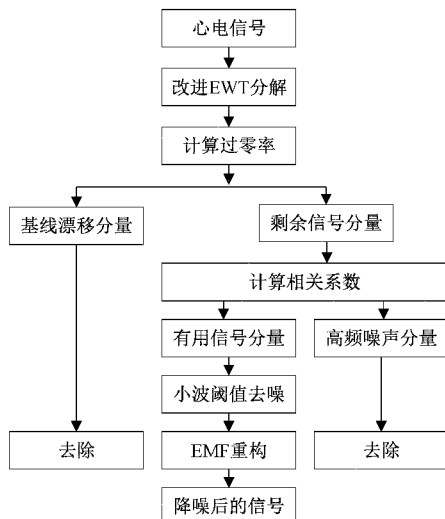 心电信号
改进EWT分解
计算过零率
基线漂移分量
剩余信号分量
计算相关系数
有用信号分量
高频噪声分量
小波阈值去噪
去除
EMF重构
去除
降噪后的信号